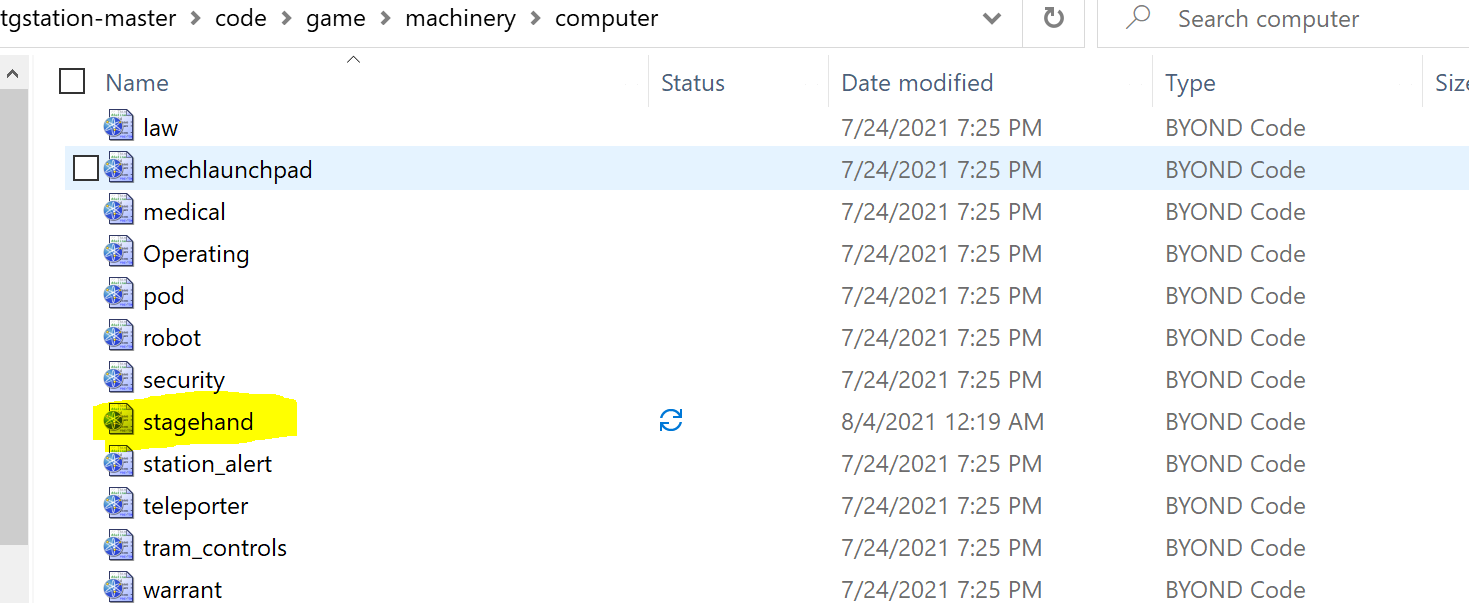 tgstation-master > code > game > machinery > computer Search computer
Name Status Date modified Type Size
law 7/24/2021 7:25 PM BYOND Code
mechlaunchpad 7/24/2021 7:25 PM BYOND Code
medical 7/24/2021 7:25 PM BYOND Code
Operating 7/24/2021 7:25 PM BYOND Code
pod 7/24/2021 7:25 PM BYOND Code
robot 7/24/2021 7:25 PM BYOND Code
security 7/24/2021 7:25 PM BYOND Code
stagehand 8/4/2021 12:19 AM BYOND Code
station_alert 7/24/2021 7:25 PM BYOND Code
teleporter 7/24/2021 7:25 PM BYOND Code
tram_controls 7/24/2021 7:25 PM BYOND Code
warrant 7/24/2021 7:25 PM BYOND Code